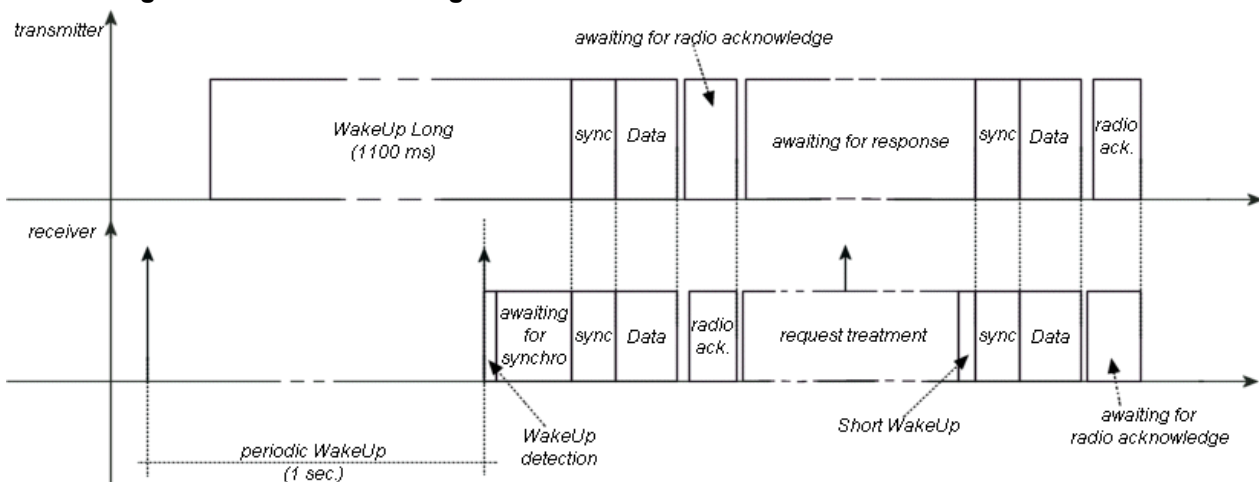 transmitter
awaiting for radio acknowledge
WakeUp Long
(1100 ms)
sync
Data
awaiting for response
sync
Data
radio
ack.
receiver
awaiting
for
synchro
sync
Data
radio
ack.
request treatment
sync
Data
WakeUp
detection
Short WakeUp
awaiting for
radio acknowledge
periodic WakeUp
(1 sec.)